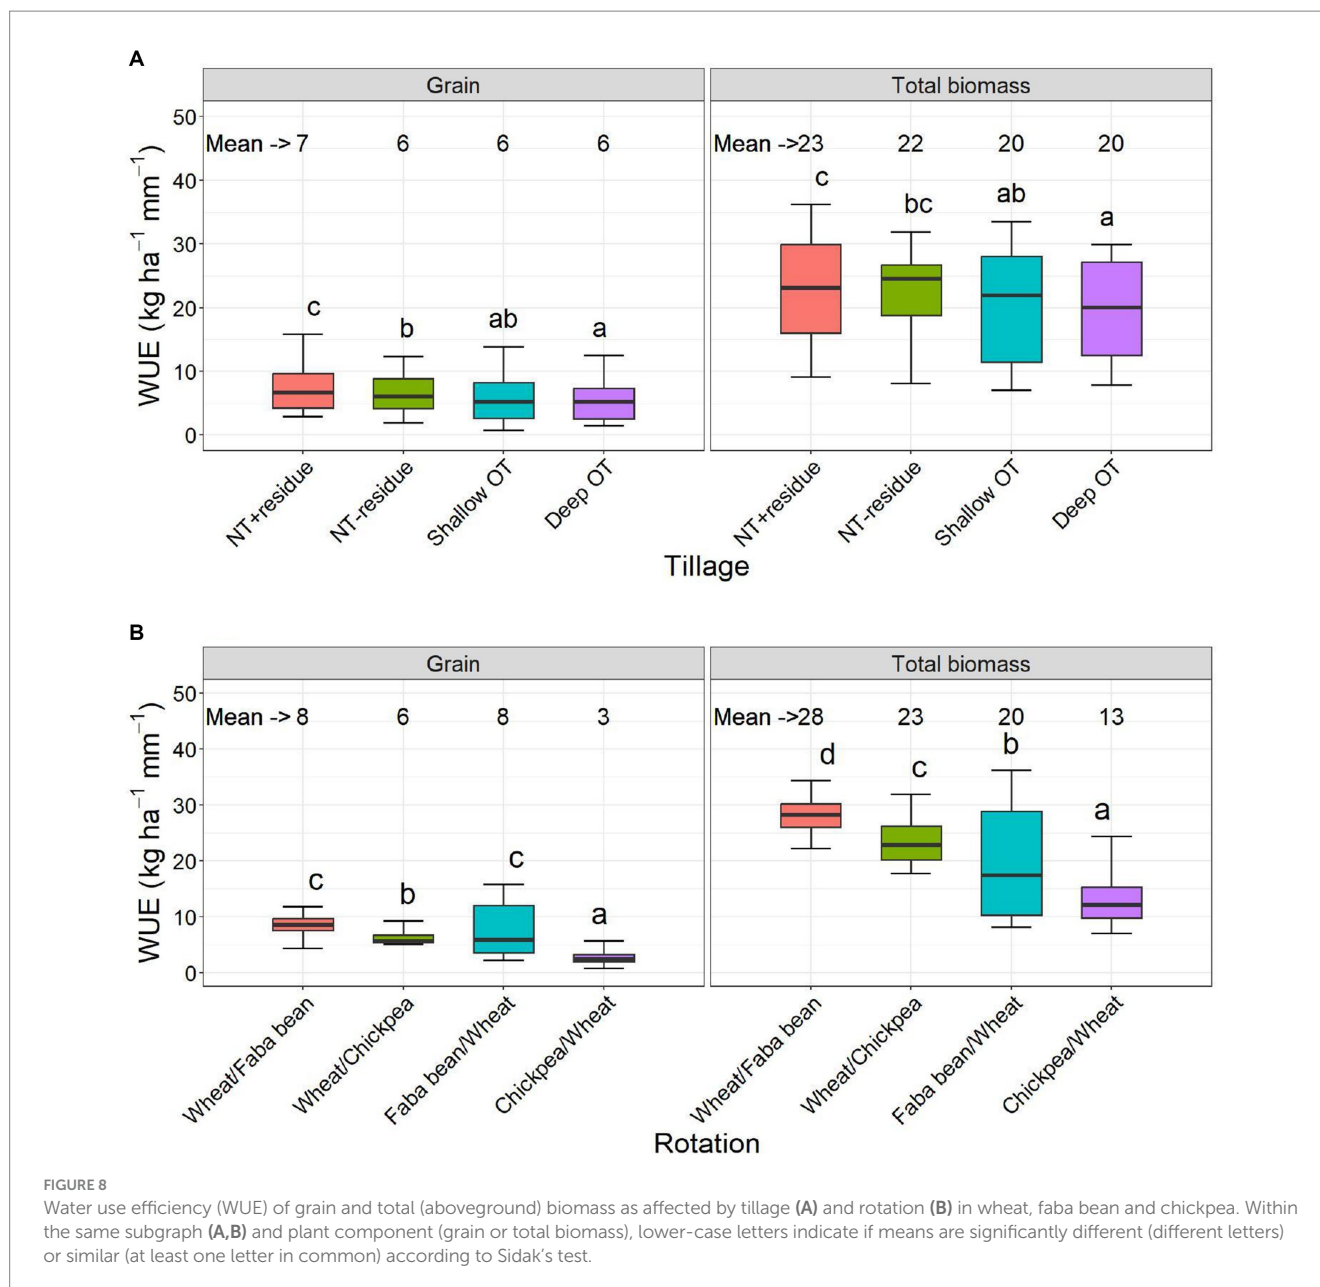 A
Grain
Total biomass
Mean -> 7 6 6 6
Mean ->23 22 20 20
c b ab a
c bc ab a
50
40
30
20
10
0
WUE (kg ha⁻¹ mm⁻¹)
NT+residue
NT-residue
Shallow OT
Deep OT
NT+residue
NT-residue
Shallow OT
Deep OT
Tillage
B
Grain
Total biomass
Mean -> 8 6 8 3
Mean ->28 23 20 13
c b c a
d c b a
50
40
30
20
10
0
WUE (kg ha⁻¹ mm⁻¹)
Wheat/Faba bean
Wheat/Chickpea
Faba bean/Wheat
Chickpea/Wheat
Wheat/Faba bean
Wheat/Chickpea
Faba bean/Wheat
Chickpea/Wheat
Rotation
FIGURE 8
Water use efficiency (WUE) of grain and total (aboveground) biomass as affected by tillage (A) and rotation (B) in wheat, faba bean and chickpea. Within
the same subgraph (A,B) and plant component (grain or total biomass), lower-case letters indicate if means are significantly different (different letters)
or similar (at least one letter in common) according to Sidak's test.